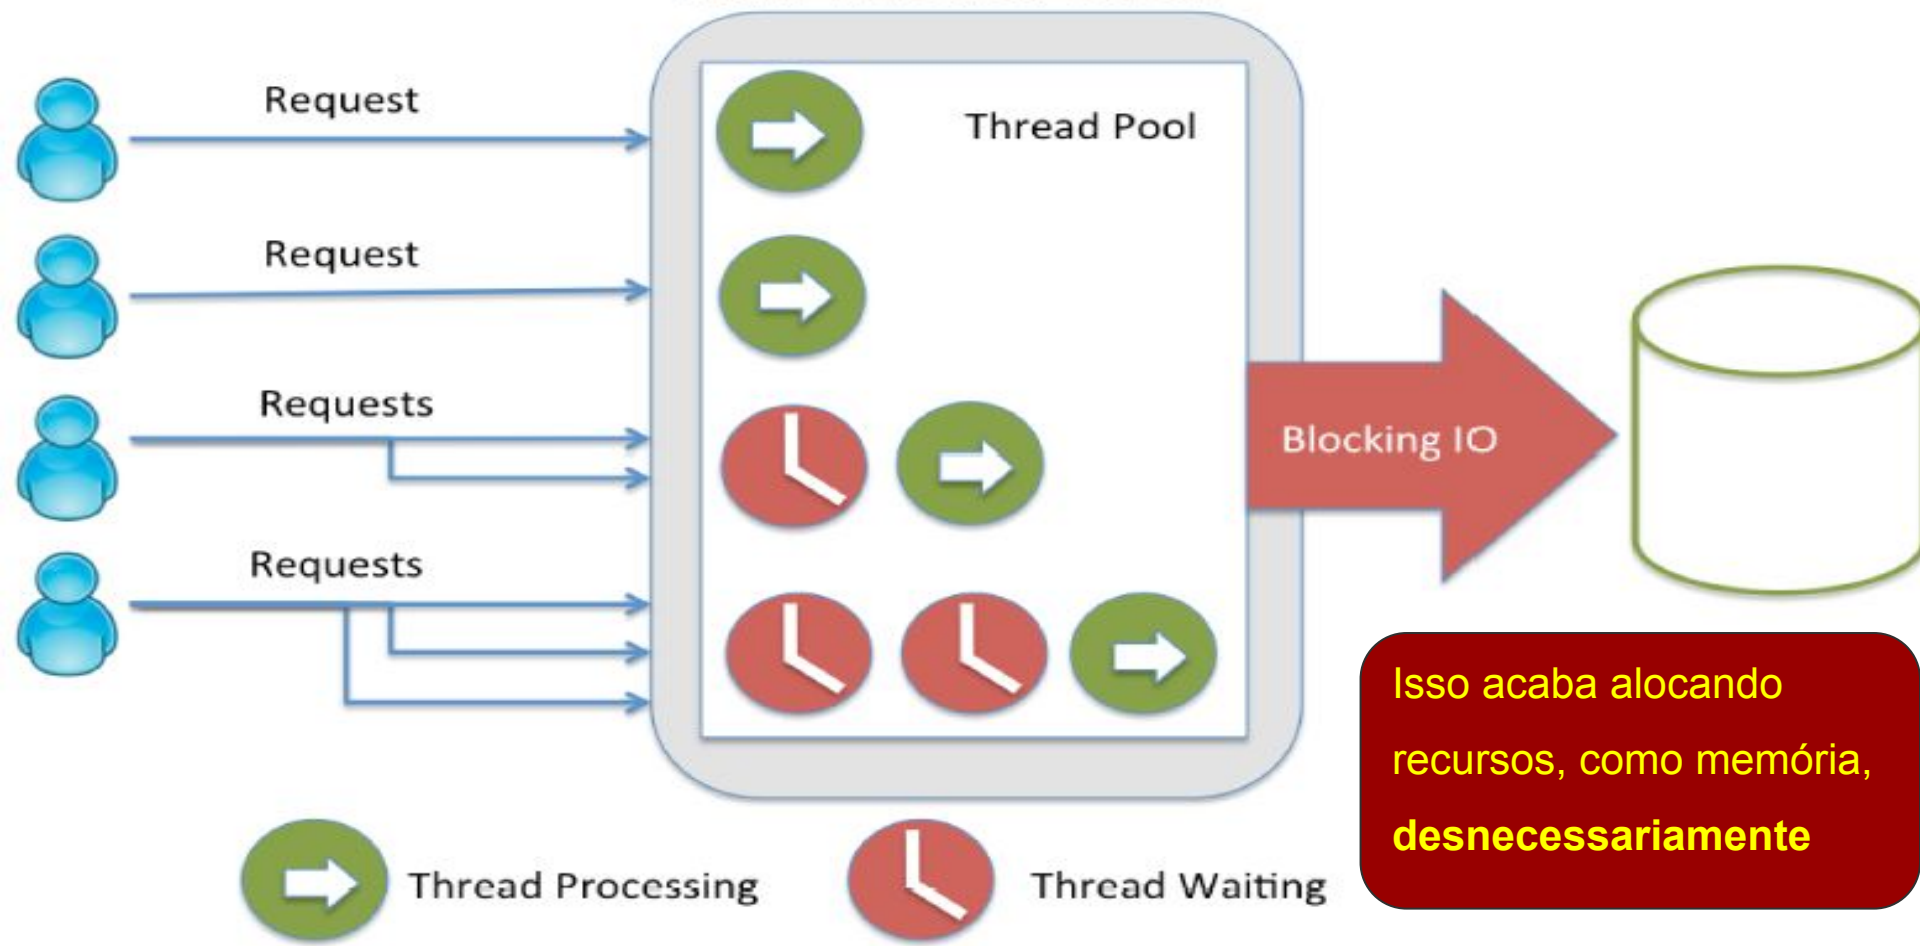 Request
Thread Pool
Request
Requests
Blocking IO
Requests
Isso acaba alocando
recursos, como memória,
desnecessariamente
Thread Processing
Thread Waiting